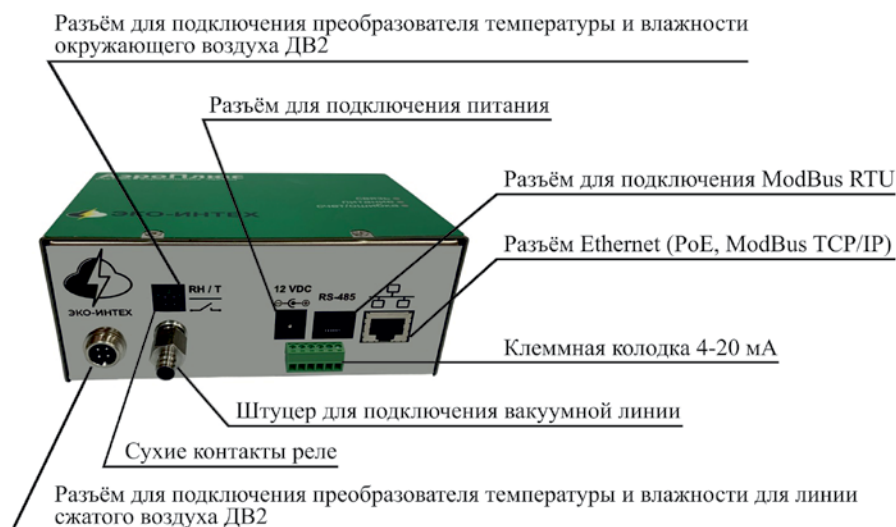 Разъём для подключения преобразователя температуры и влажности
окружающего воздуха ДВ2
Разъём для подключения питания
Разъём для подключения ModBus RTU
Разъём Ethernet (PoE, ModBus TCP/IP)
АэроПлюс
ЭКО-ИНТЕХ
СВЯЗЬ
ПИТАНИЕ
ЭКО-ИНТЕХ
RH / T
12 VDC
RS-485
Клеммная колодка 4-20 мА
Штуцер для подключения вакуумной линии
Сухие контакты реле
Разъём для подключения преобразователя температуры и влажности для линии
сжатого воздуха ДВ2